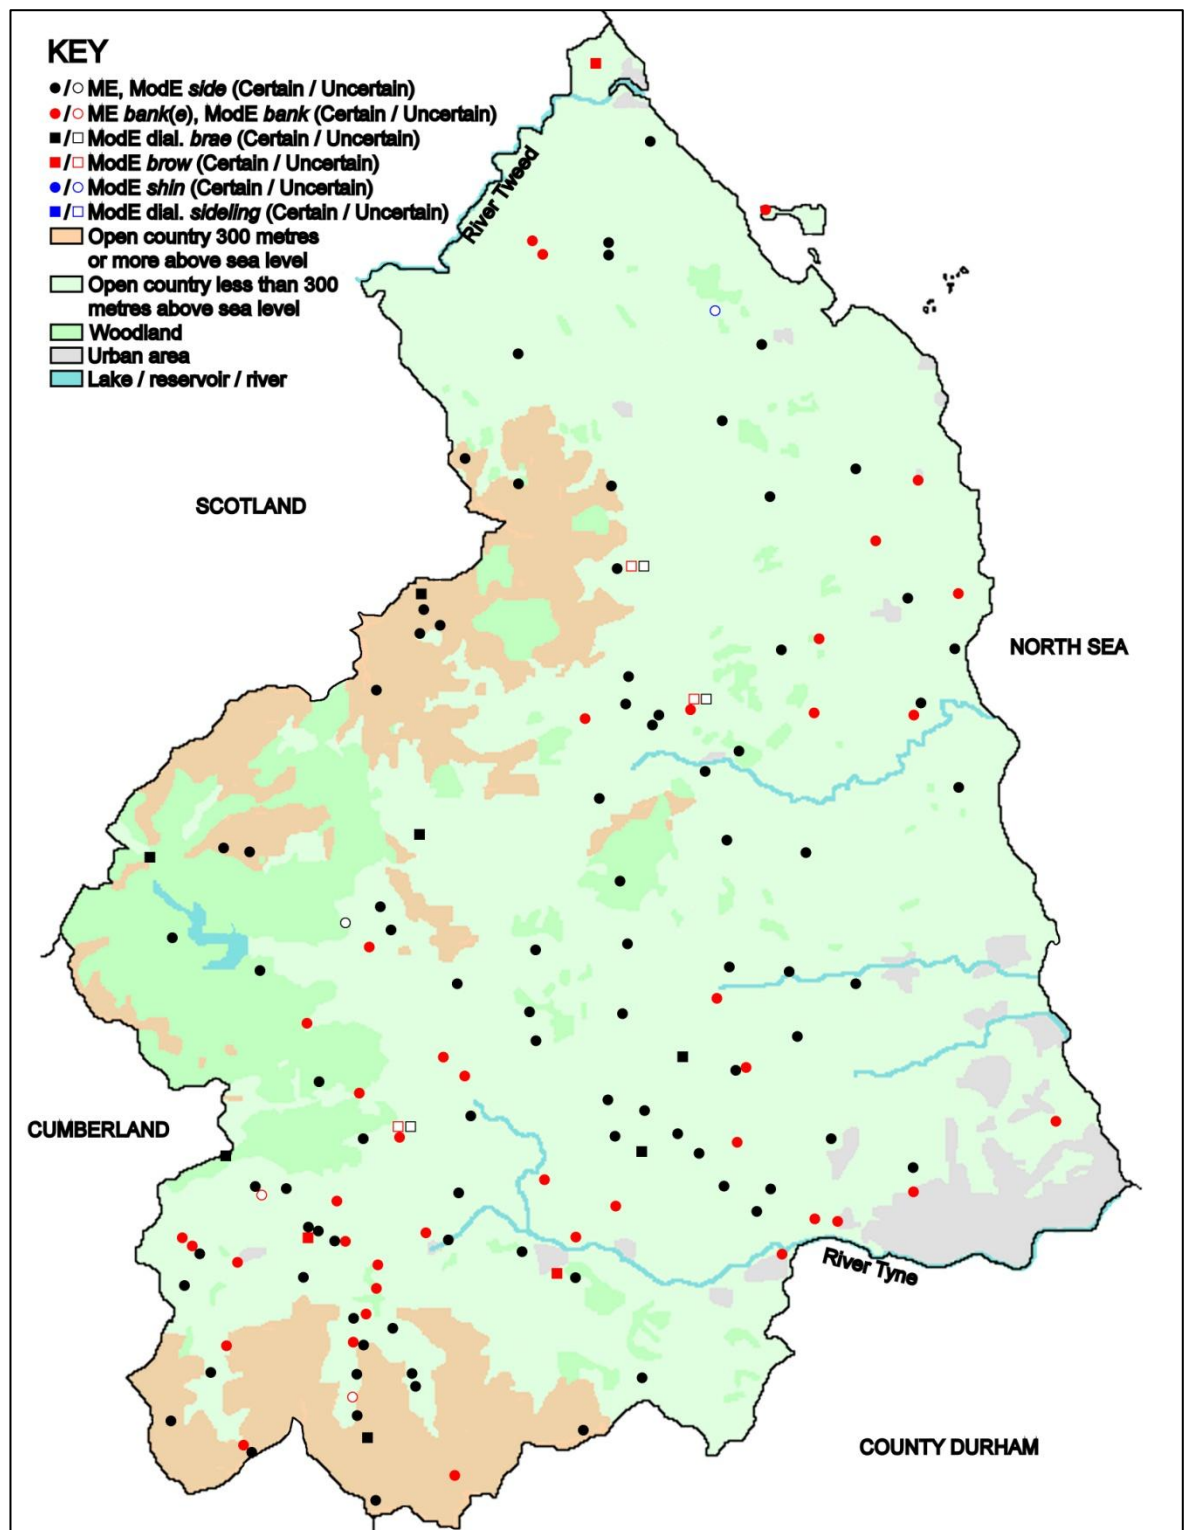 KEY
●/○ ME, ModE side (Certain / Uncertain)
●/○ ME bank(e), ModE bank (Certain / Uncertain)
■/□ ModE dial. brae (Certain / Uncertain)
■/□ ModE brow (Certain / Uncertain)
●/○ ModE shin (Certain / Uncertain)
■/□ ModE dial. sideling (Certain / Uncertain)
Open country 300 metres
or more above sea level
Open country less than 300
metres above sea level
Woodland
Urban area
Lake / reservoir / river
River Tweed
SCOTLAND
NORTH SEA
CUMBERLAND
River Tyne
COUNTY DURHAM